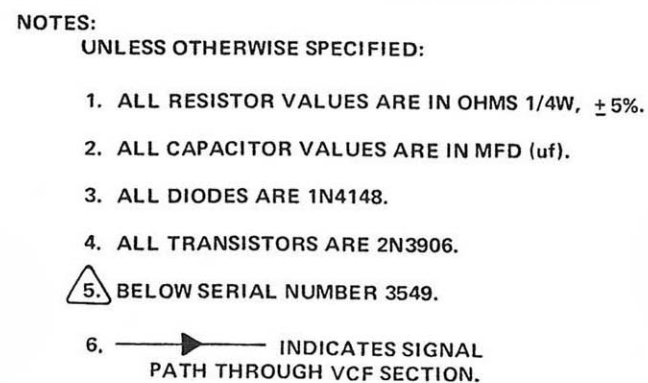 NOTES:
UNLESS OTHERWISE SPECIFIED:
1. ALL RESISTOR VALUES ARE IN OHMS 1/4W, ±5%.
2. ALL CAPACITOR VALUES ARE IN MFD (uf).
3. ALL DIODES ARE 1N4148.
4. ALL TRANSISTORS ARE 2N3906.
5. BELOW SERIAL NUMBER 3549.
6. INDICATES SIGNAL
PATH THROUGH VCF SECTION.